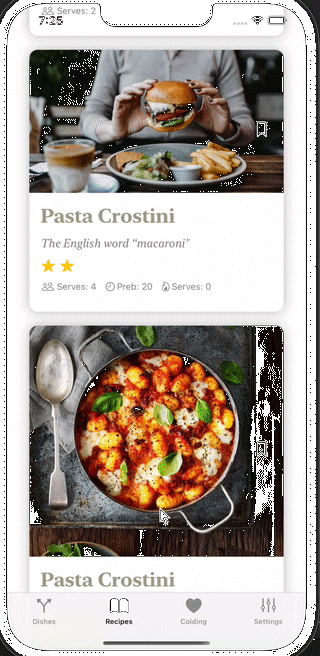 Serves: 2
7:25
Pasta Crostini
The English word “macaroni"
Serves: 4 Preb: 20 Serves: 0
Pasta Crostini
Dishes Recipes Colding Settings